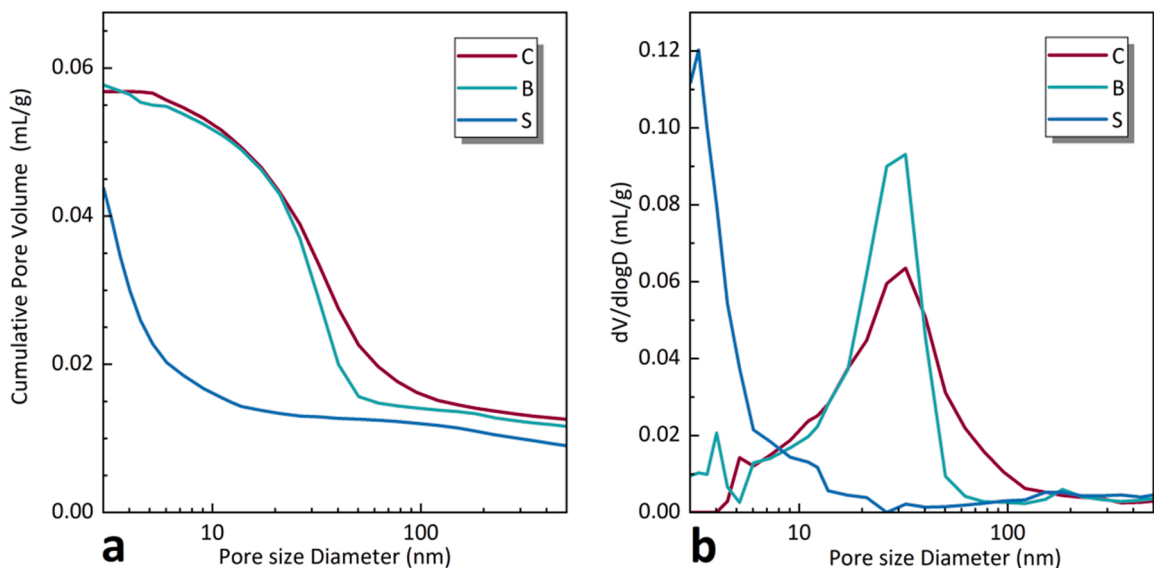 Cumulative Pore Volume (mL/g)
0.06
0.04
0.02
0.00
C
B
S
10
100
a
Pore size Diameter (nm)
dV/dlogD (mL/g)
0.12
0.10
0.08
0.06
0.04
0.02
0.00
C
B
S
10
100
b
Pore size Diameter (nm)